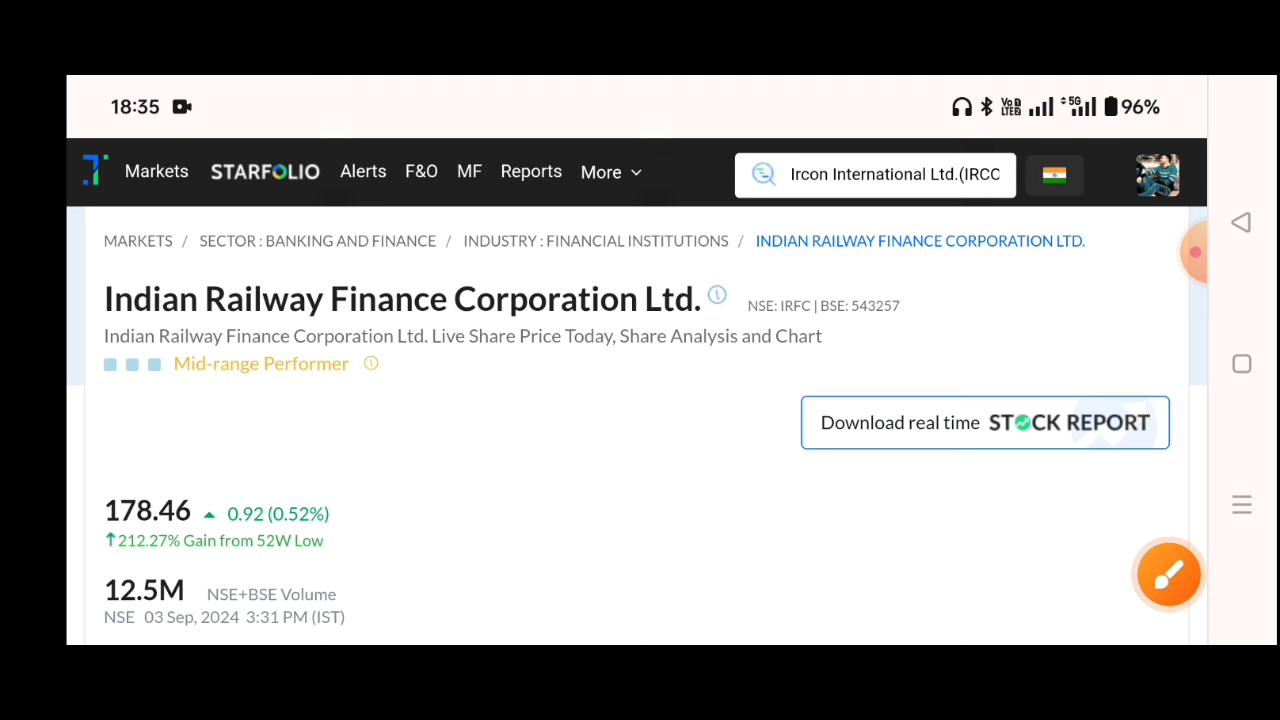 18:35 96%
Vo LTE 5G
Markets STARFOLIO Alerts F&O MF Reports More Ircon International Ltd.(IRCC
MARKETS / SECTOR : BANKING AND FINANCE / INDUSTRY : FINANCIAL INSTITUTIONS / INDIAN RAILWAY FINANCE CORPORATION LTD.
Indian Railway Finance Corporation Ltd. NSE: IRFC | BSE: 543257
Indian Railway Finance Corporation Ltd. Live Share Price Today, Share Analysis and Chart
Mid-range Performer
Download real time STOCK REPORT
178.46 0.92 (0.52%)
212.27% Gain from 52W Low
12.5M NSE+BSE Volume
NSE 03 Sep, 2024 3:31 PM (IST)